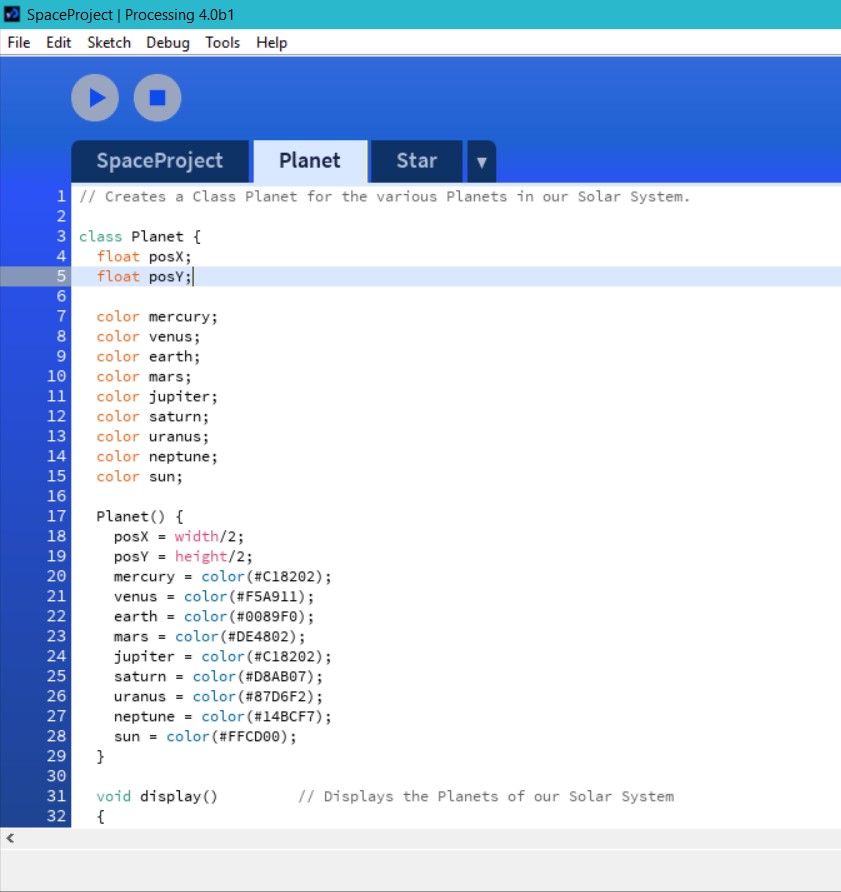 SpaceProject | Processing 4.0b1
File Edit Sketch Debug Tools Help
SpaceProject Planet Star ▼
1 // Creates a Class Planet for the various Planets in our Solar System.
2
3 class Planet {
4   float posX;
5   float posY;
6
7   color mercury;
8   color venus;
9   color earth;
10   color mars;
11   color jupiter;
12   color saturn;
13   color uranus;
14   color neptune;
15   color sun;
16
17   Planet() {
18     posX = width/2;
19     posY = height/2;
20     mercury = color(#C18202);
21     venus = color(#F5A911);
22     earth = color(#0089F0);
23     mars = color(#DE4802);
24     jupiter = color(#C18202);
25     saturn = color(#D8AB07);
26     uranus = color(#87D6F2);
27     neptune = color(#14BCF7);
28     sun = color(#FFCD00);
29   }
30
31   void display()         // Displays the Planets of our Solar System
32   {